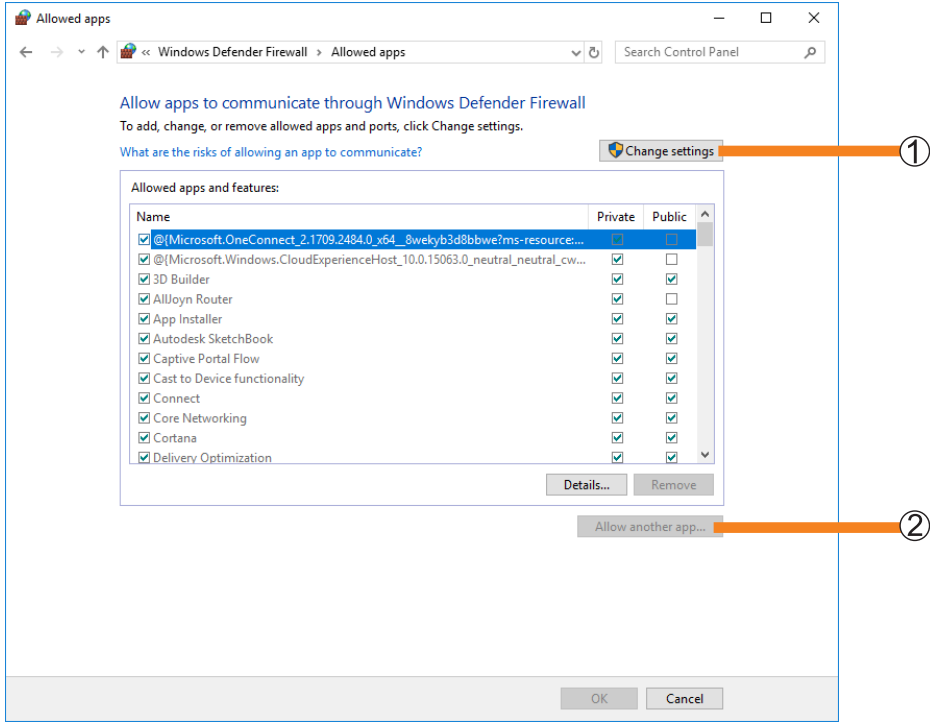 Allowed apps
« Windows Defender Firewall › Allowed apps
Search Control Panel
Allow apps to communicate through Windows Defender Firewall
To add, change, or remove allowed apps and ports, click Change settings.
What are the risks of allowing an app to communicate?
Change settings
1
Allowed apps and features:
Name Private Public
@{Microsoft.OneConnect_2.1709.2484.0_x64__8wekyb3d8bbwe?ms-resource:...
@{Microsoft.Windows.CloudExperienceHost_10.0.15063.0_neutral_neutral_cw...
3D Builder
AllJoyn Router
App Installer
Autodesk SketchBook
Captive Portal Flow
Cast to Device functionality
Connect
Core Networking
Cortana
Delivery Optimization
Details... Remove
Allow another app...
2
OK Cancel